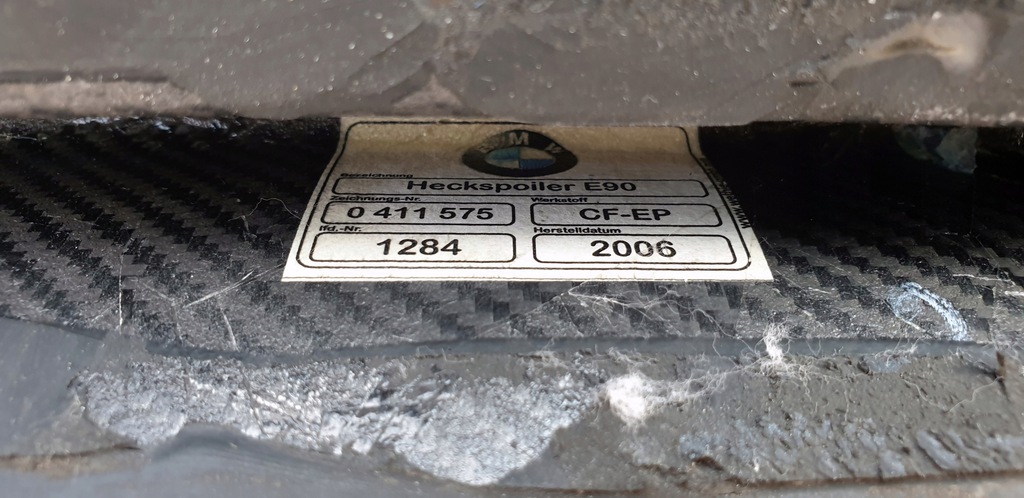 BMW
Bezeichnung
Heckspoiler E90
Zeichnungs-Nr. Werkstoff
0 411 575 CF-EP
lfd.-Nr. Herstelldatum
1284 2006